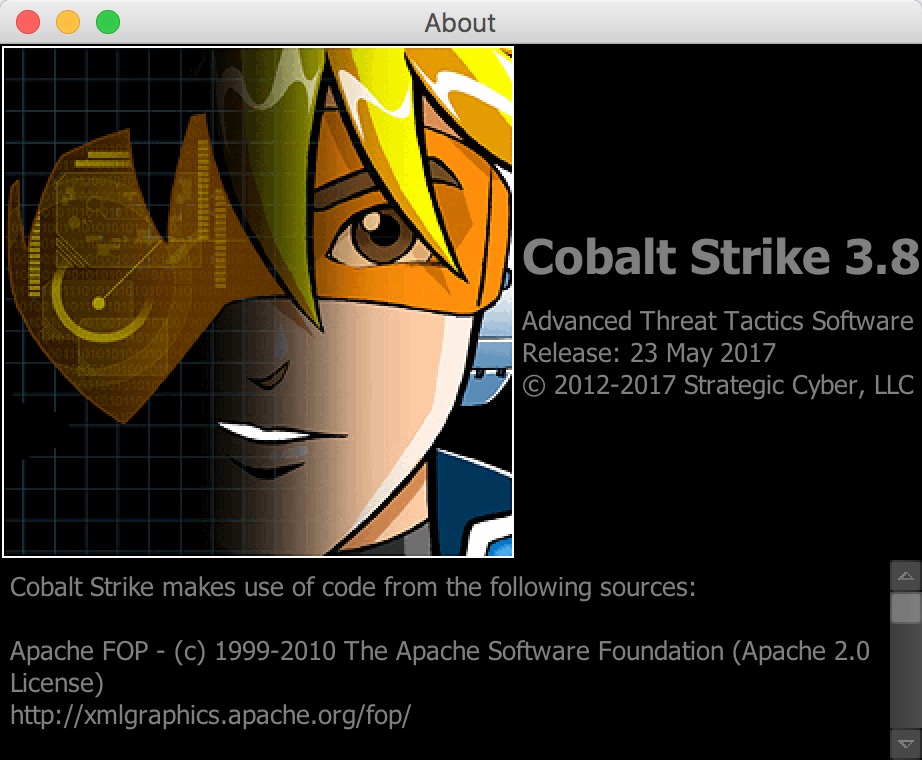 About
Cobalt Strike 3.8
Advanced Threat Tactics Software
Release: 23 May 2017
© 2012-2017 Strategic Cyber, LLC
Cobalt Strike makes use of code from the following sources:
Apache FOP - (c) 1999-2010 The Apache Software Foundation (Apache 2.0
License)
http://xmlgraphics.apache.org/fop/